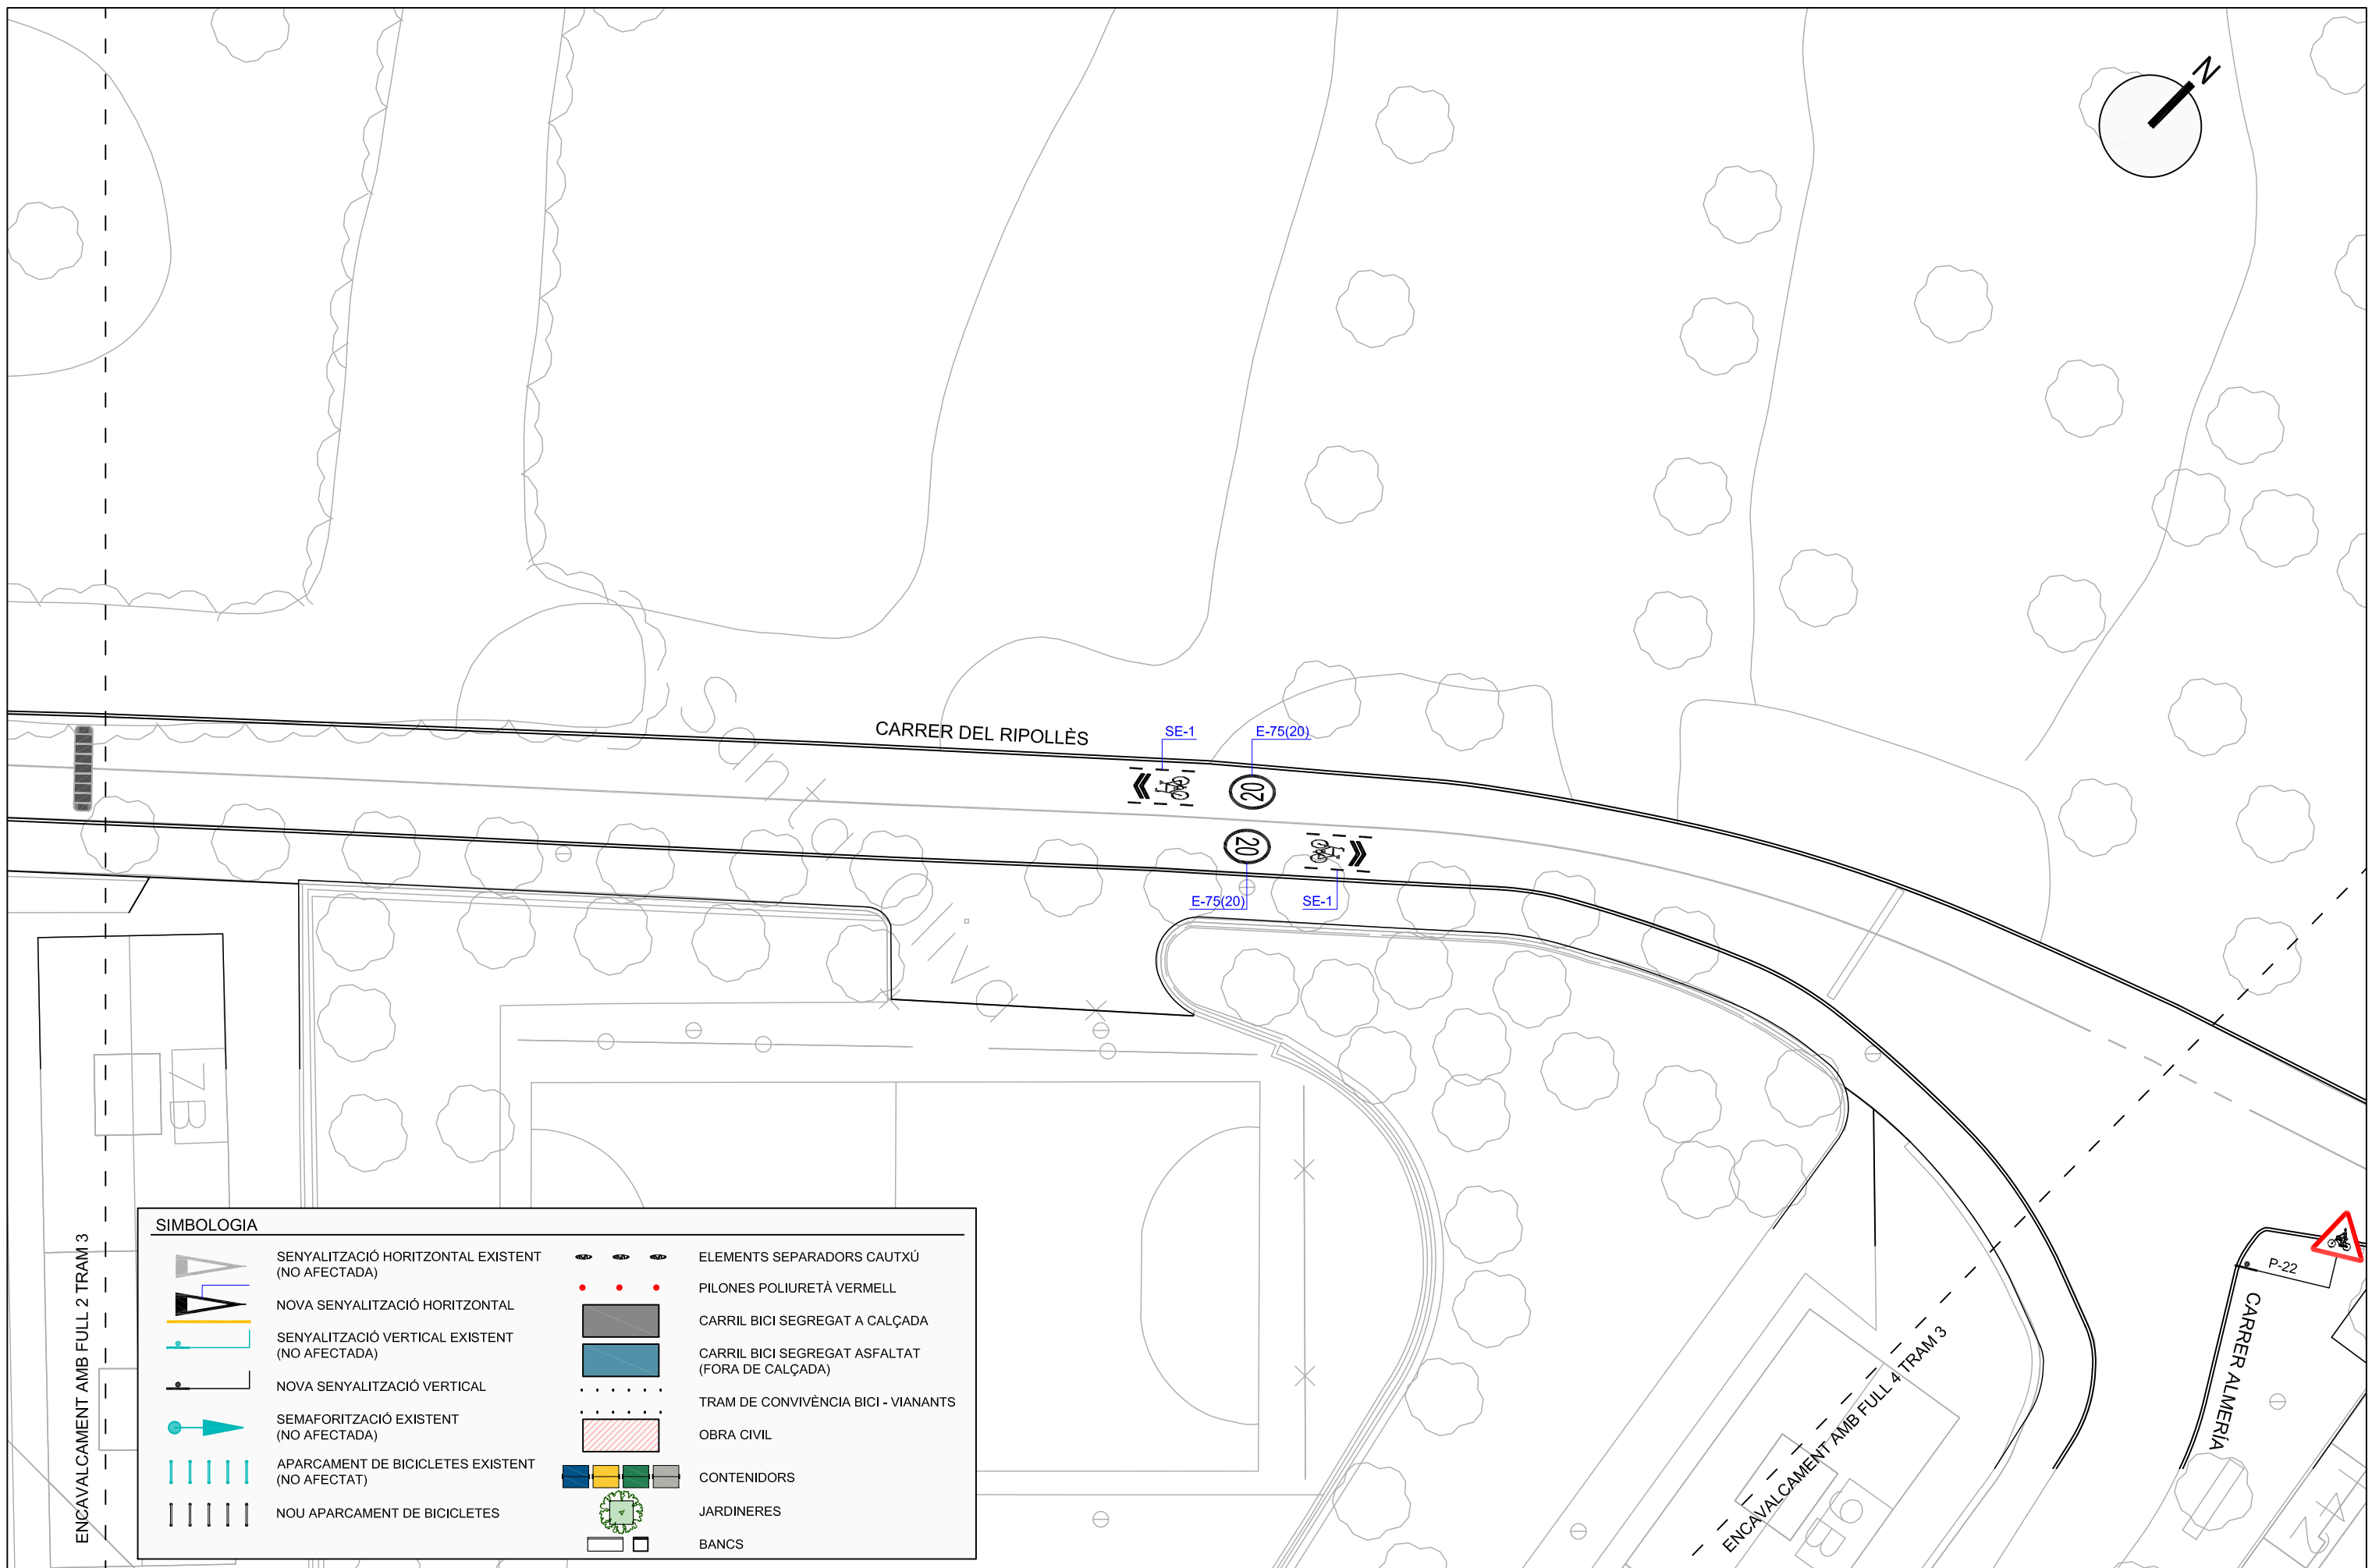 N
CARRER DEL RIPOLLÈS
SE-1
E-75(20)
20
20
E-75(20)
SE-1
Sant Oliva
7B
ENCAVALCAMENT AMB FULL 2 TRAM 3
P-22
CARRER ALMERÍA
ENCAVALCAMENT AMB FULL 4 TRAM 3
SIMBOLOGIA
SENYALITZACIÓ HORITZONTAL EXISTENT
(NO AFECTADA)
NOVA SENYALITZACIÓ HORITZONTAL
SENYALITZACIÓ VERTICAL EXISTENT
(NO AFECTADA)
NOVA SENYALITZACIÓ VERTICAL
SEMAFORITZACIÓ EXISTENT
(NO AFECTADA)
APARCAMENT DE BICICLETES EXISTENT
(NO AFECTAT)
NOU APARCAMENT DE BICICLETES
ELEMENTS SEPARADORS CAUTXÚ
PILONES POLIURETÀ VERMELL
CARRIL BICI SEGREGAT A CALÇADA
CARRIL BICI SEGREGAT ASFALTAT
(FORA DE CALÇADA)
TRAM DE CONVIVÈNCIA BICI - VIANANTS
OBRA CIVIL
CONTENIDORS
JARDINERES
BANCS